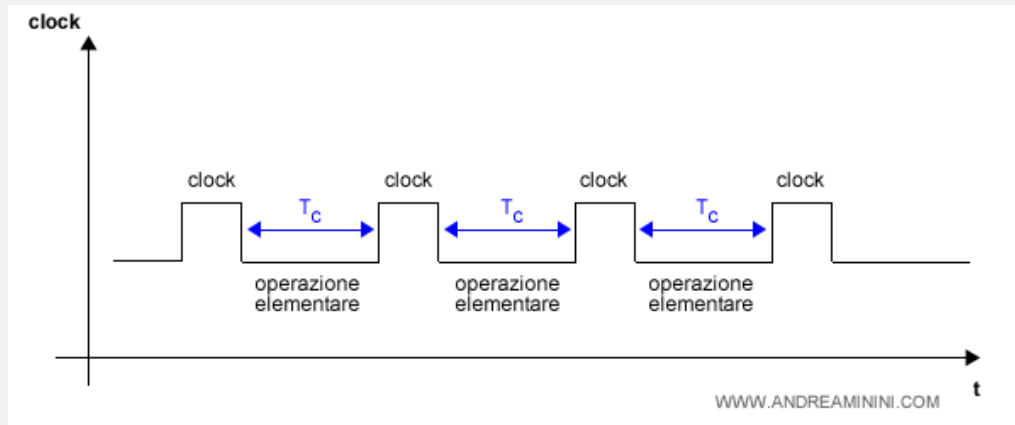 clock
clock
clock
clock
clock
Tc
Tc
Tc
operazione
elementare
operazione
elementare
operazione
elementare
t
WWW.ANDREAMININI.COM